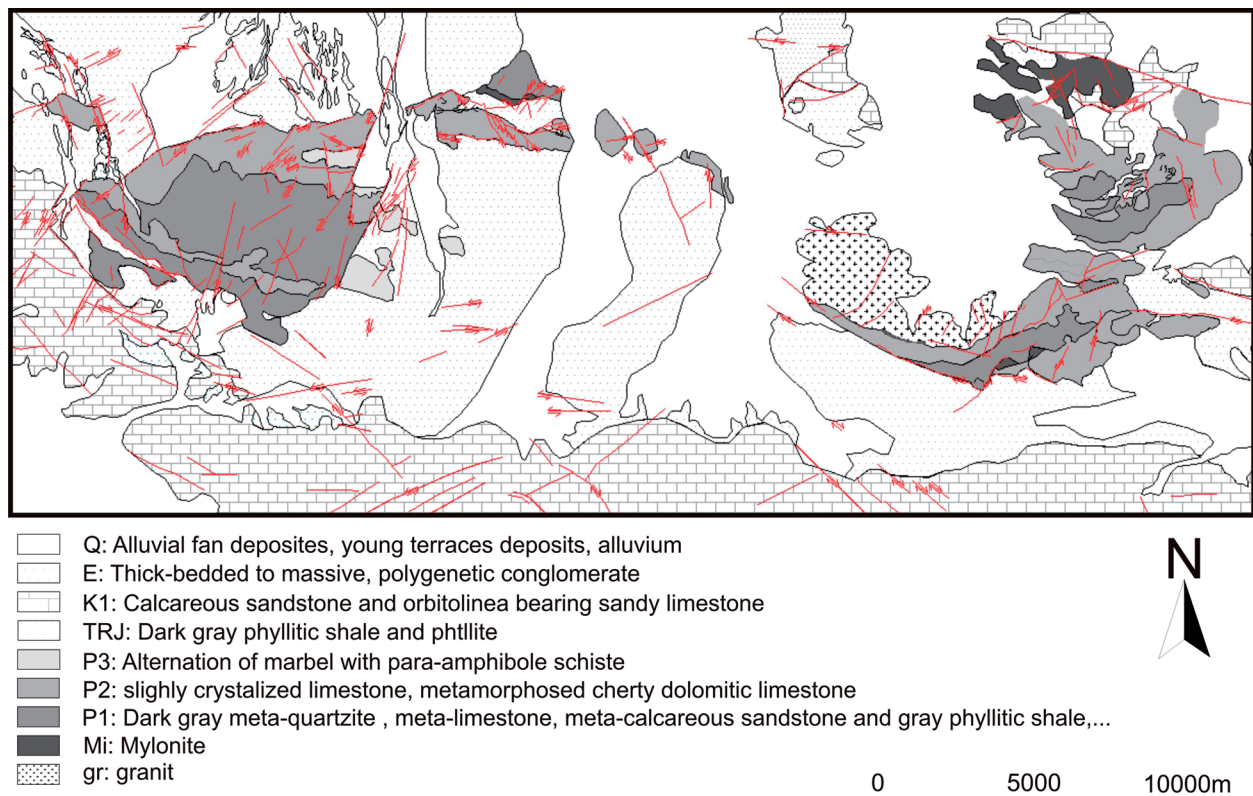 Q: Alluvial fan deposites, young terraces deposits, alluvium
E: Thick-bedded to massive, polygenetic conglomerate
K1: Calcareous sandstone and orbitolinea bearing sandy limestone
TRJ: Dark gray phyllitic shale and phtllite
P3: Alternation of marbel with para-amphibole schiste
P2: slighly crystalized limestone, metamorphosed cherty dolomitic limestone
P1: Dark gray meta-quartzite , meta-limestone, meta-calcareous sandstone and gray phyllitic shale,...
Mi: Mylonite
gr: granit
N
0 5000 10000m